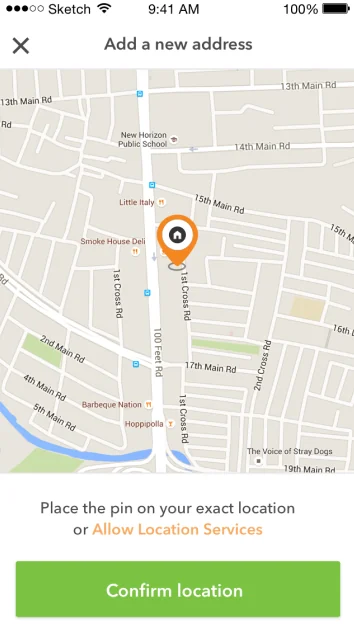 Sketch 9:41 AM 100%
Add a new address
13th Main Rd
13th Main Rd
Rd
New Horizon
Public School
14th Main Rd
15th Main Rd
Little Italy
15th Main
Smoke House Deli
1st Cross Rd
1st Cross Rd
Rd
16th
100 Feet Rd
2nd Main Rd
17th Main Rd
2nd Cross Rd
4th Main Rd
Barbeque Nation
1st Cross Rd
5th Main Rd
Hoppipolla
The Voice of Stray Dogs
19th Main Rd
Place the pin on your exact location
or Allow Location Services
Confirm location